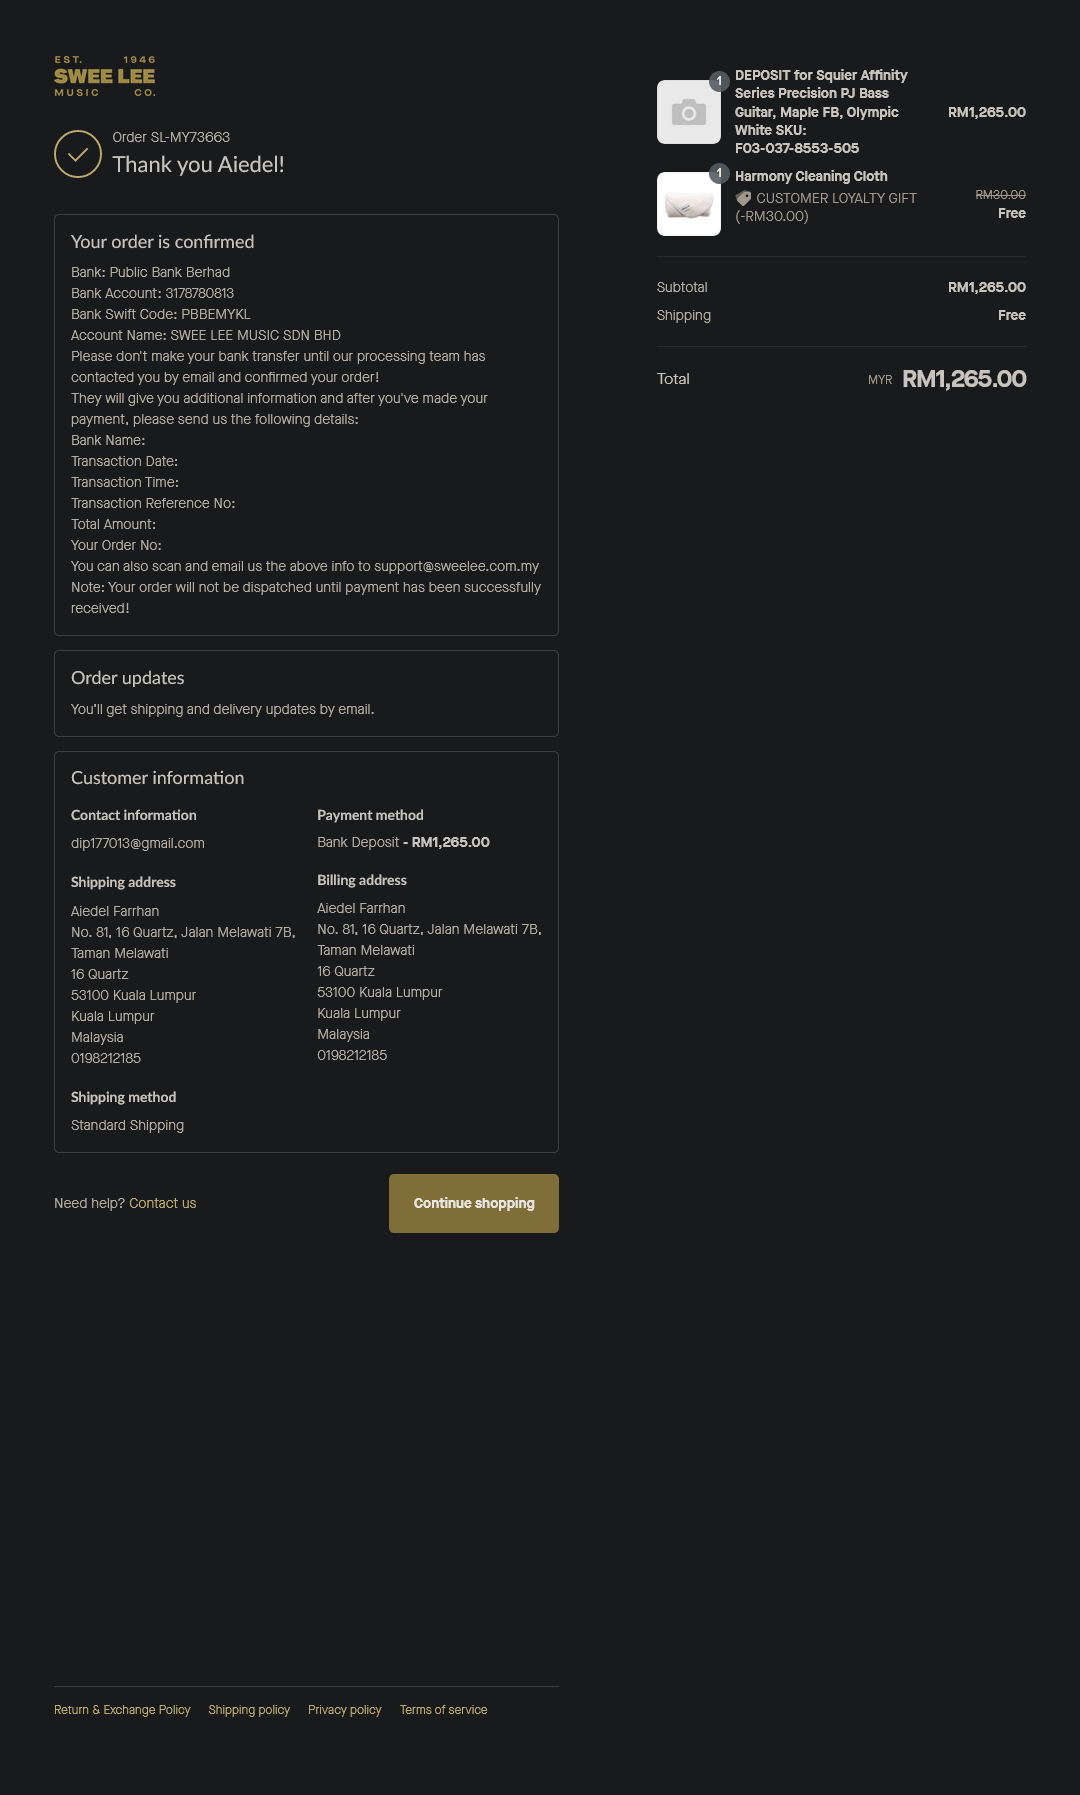 EST. 1946
SWEE LEE
MUSIC CO.
Order SL-MY73663
Thank you Aiedel!
Your order is confirmed
Bank: Public Bank Berhad
Bank Account: 3178780813
Bank Swift Code: PBBEMYKL
Account Name: SWEE LEE MUSIC SDN BHD
Please don't make your bank transfer until our processing team has
contacted you by email and confirmed your order!
They will give you additional information and after you've made your
payment, please send us the following details:
Bank Name:
Transaction Date:
Transaction Time:
Transaction Reference No:
Total Amount:
Your Order No:
You can also scan and email us the above info to support@sweelee.com.my
Note: Your order will not be dispatched until payment has been successfully
received!
Order updates
You'll get shipping and delivery updates by email.
Customer information
Contact information
dip177013@gmail.com
Shipping address
Aiedel Farrhan
No. 81, 16 Quartz, Jalan Melawati 7B,
Taman Melawati
16 Quartz
53100 Kuala Lumpur
Kuala Lumpur
Malaysia
0198212185
Shipping method
Standard Shipping
Payment method
Bank Deposit - RM1,265.00
Billing address
Aiedel Farrhan
No. 81, 16 Quartz, Jalan Melawati 7B,
Taman Melawati
16 Quartz
53100 Kuala Lumpur
Kuala Lumpur
Malaysia
0198212185
Need help? Contact us
Continue shopping
Return & Exchange Policy Shipping policy Privacy policy Terms of service
1
DEPOSIT for Squier Affinity
Series Precision PJ Bass
Guitar, Maple FB, Olympic
White SKU:
F03-037-8553-505
RM1,265.00
1
Harmony Cleaning Cloth
CUSTOMER LOYALTY GIFT
(-RM30.00)
RM30.00
Free
Subtotal RM1,265.00
Shipping Free
Total MYR RM1,265.00